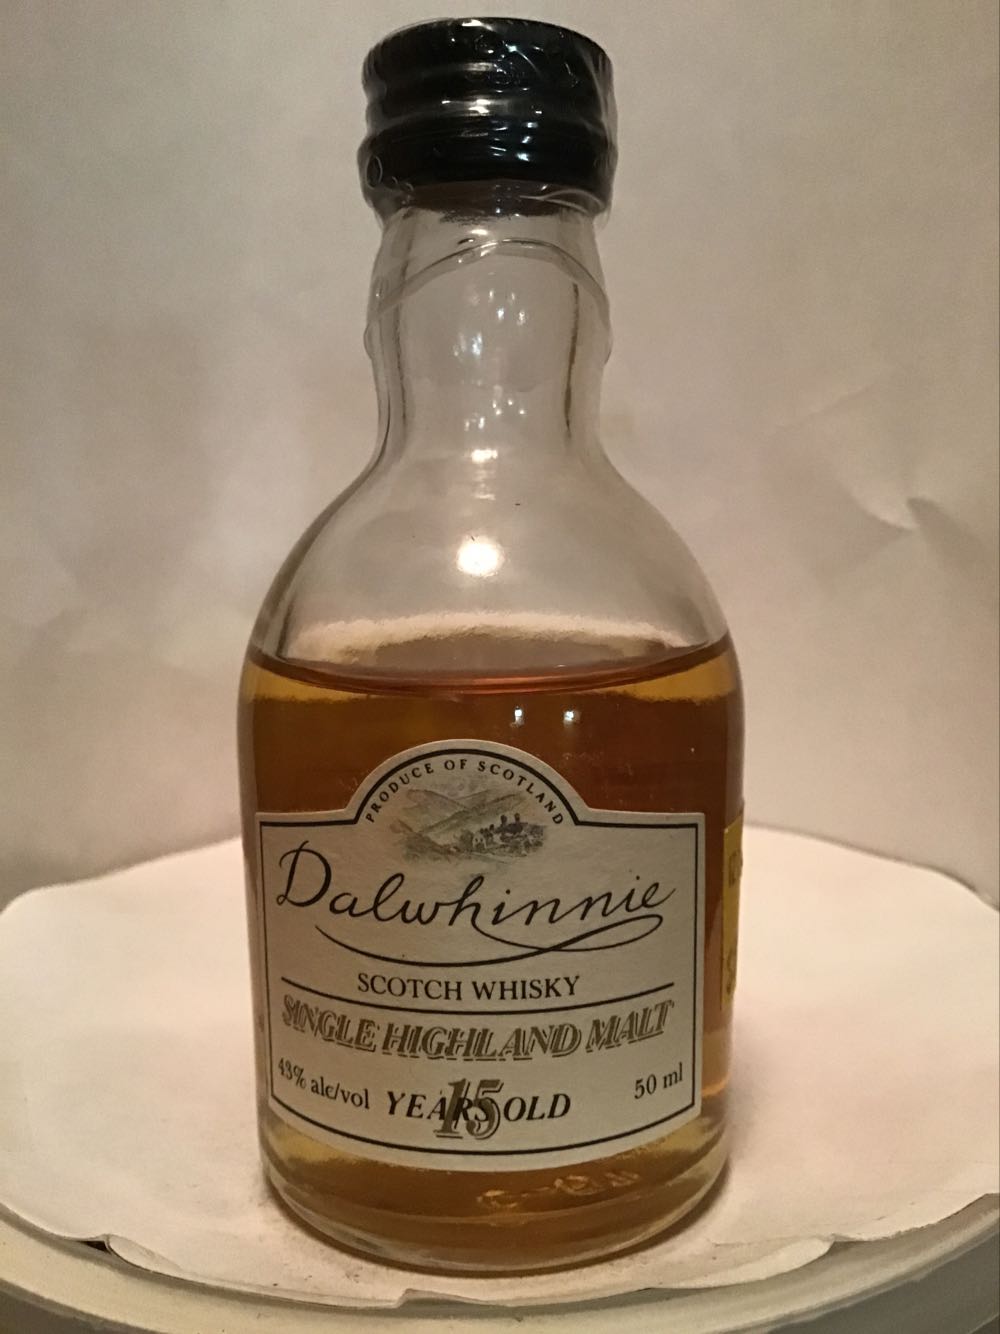 PRODUCE OF SCOTLAND
Dalwhinnie
SCOTCH WHISKY
SINGLE HIGHLAND MALT
43% alc/vol
15
YEARS OLD
50 ml